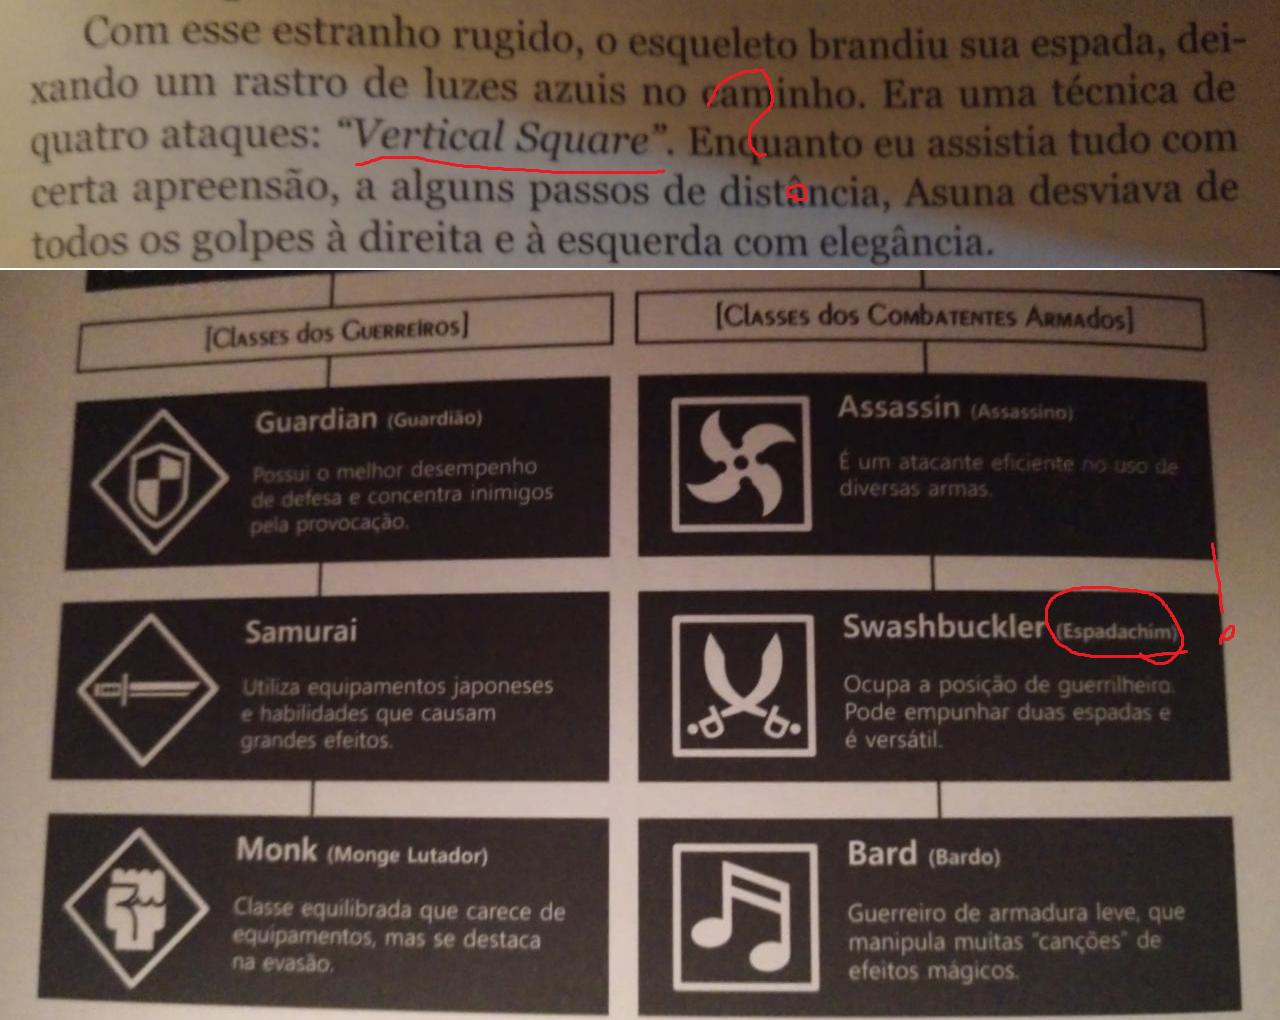 Com esse estranho rugido, o esqueleto brandiu sua espada, dei-
xando um rastro de luzes azuis no caminho. Era uma técnica de
quatro ataques: “Vertical Square”. Enquanto eu assistia tudo com
certa apreensão, a alguns passos de distância, Asuna desviava de
todos os golpes à direita e à esquerda com elegância.
[Classes dos Guerreiros]
Guardian (Guardião)
Possui o melhor desempenho
de defesa e concentra inimigos
pela provocação.
Samurai
Utiliza equipamentos japoneses
e habilidades que causam
grandes efeitos.
Monk (Monge Lutador)
Classe equilibrada que carece de
equipamentos, mas se destaca
na evasão.
[Classes dos Combatentes Armados]
Assassin (Assassino)
É um atacante eficiente no uso de
diversas armas.
Swashbuckler (Espadachim)
Ocupa a posição de guerrilheiro.
Pode empunhar duas espadas e
é versátil.
Bard (Bardo)
Guerreiro de armadura leve, que
manipula muitas “canções” de
efeitos mágicos.